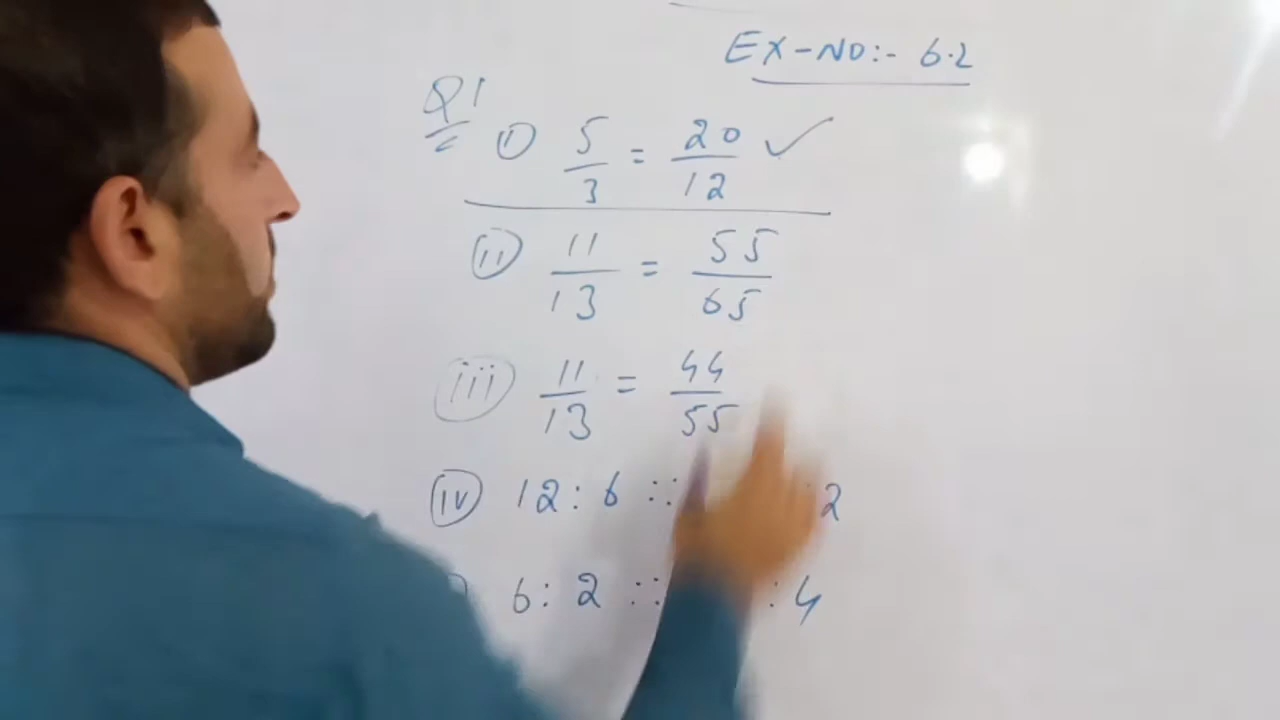 EX-NO:- 6.2
Q1
(i) 5/3 = 20/12 ✓
(ii) 11/13 = 55/65
(iii) 11/13 = 44/55
(iv) 12 : 6 :: : 2
6 : 2 :: : 4